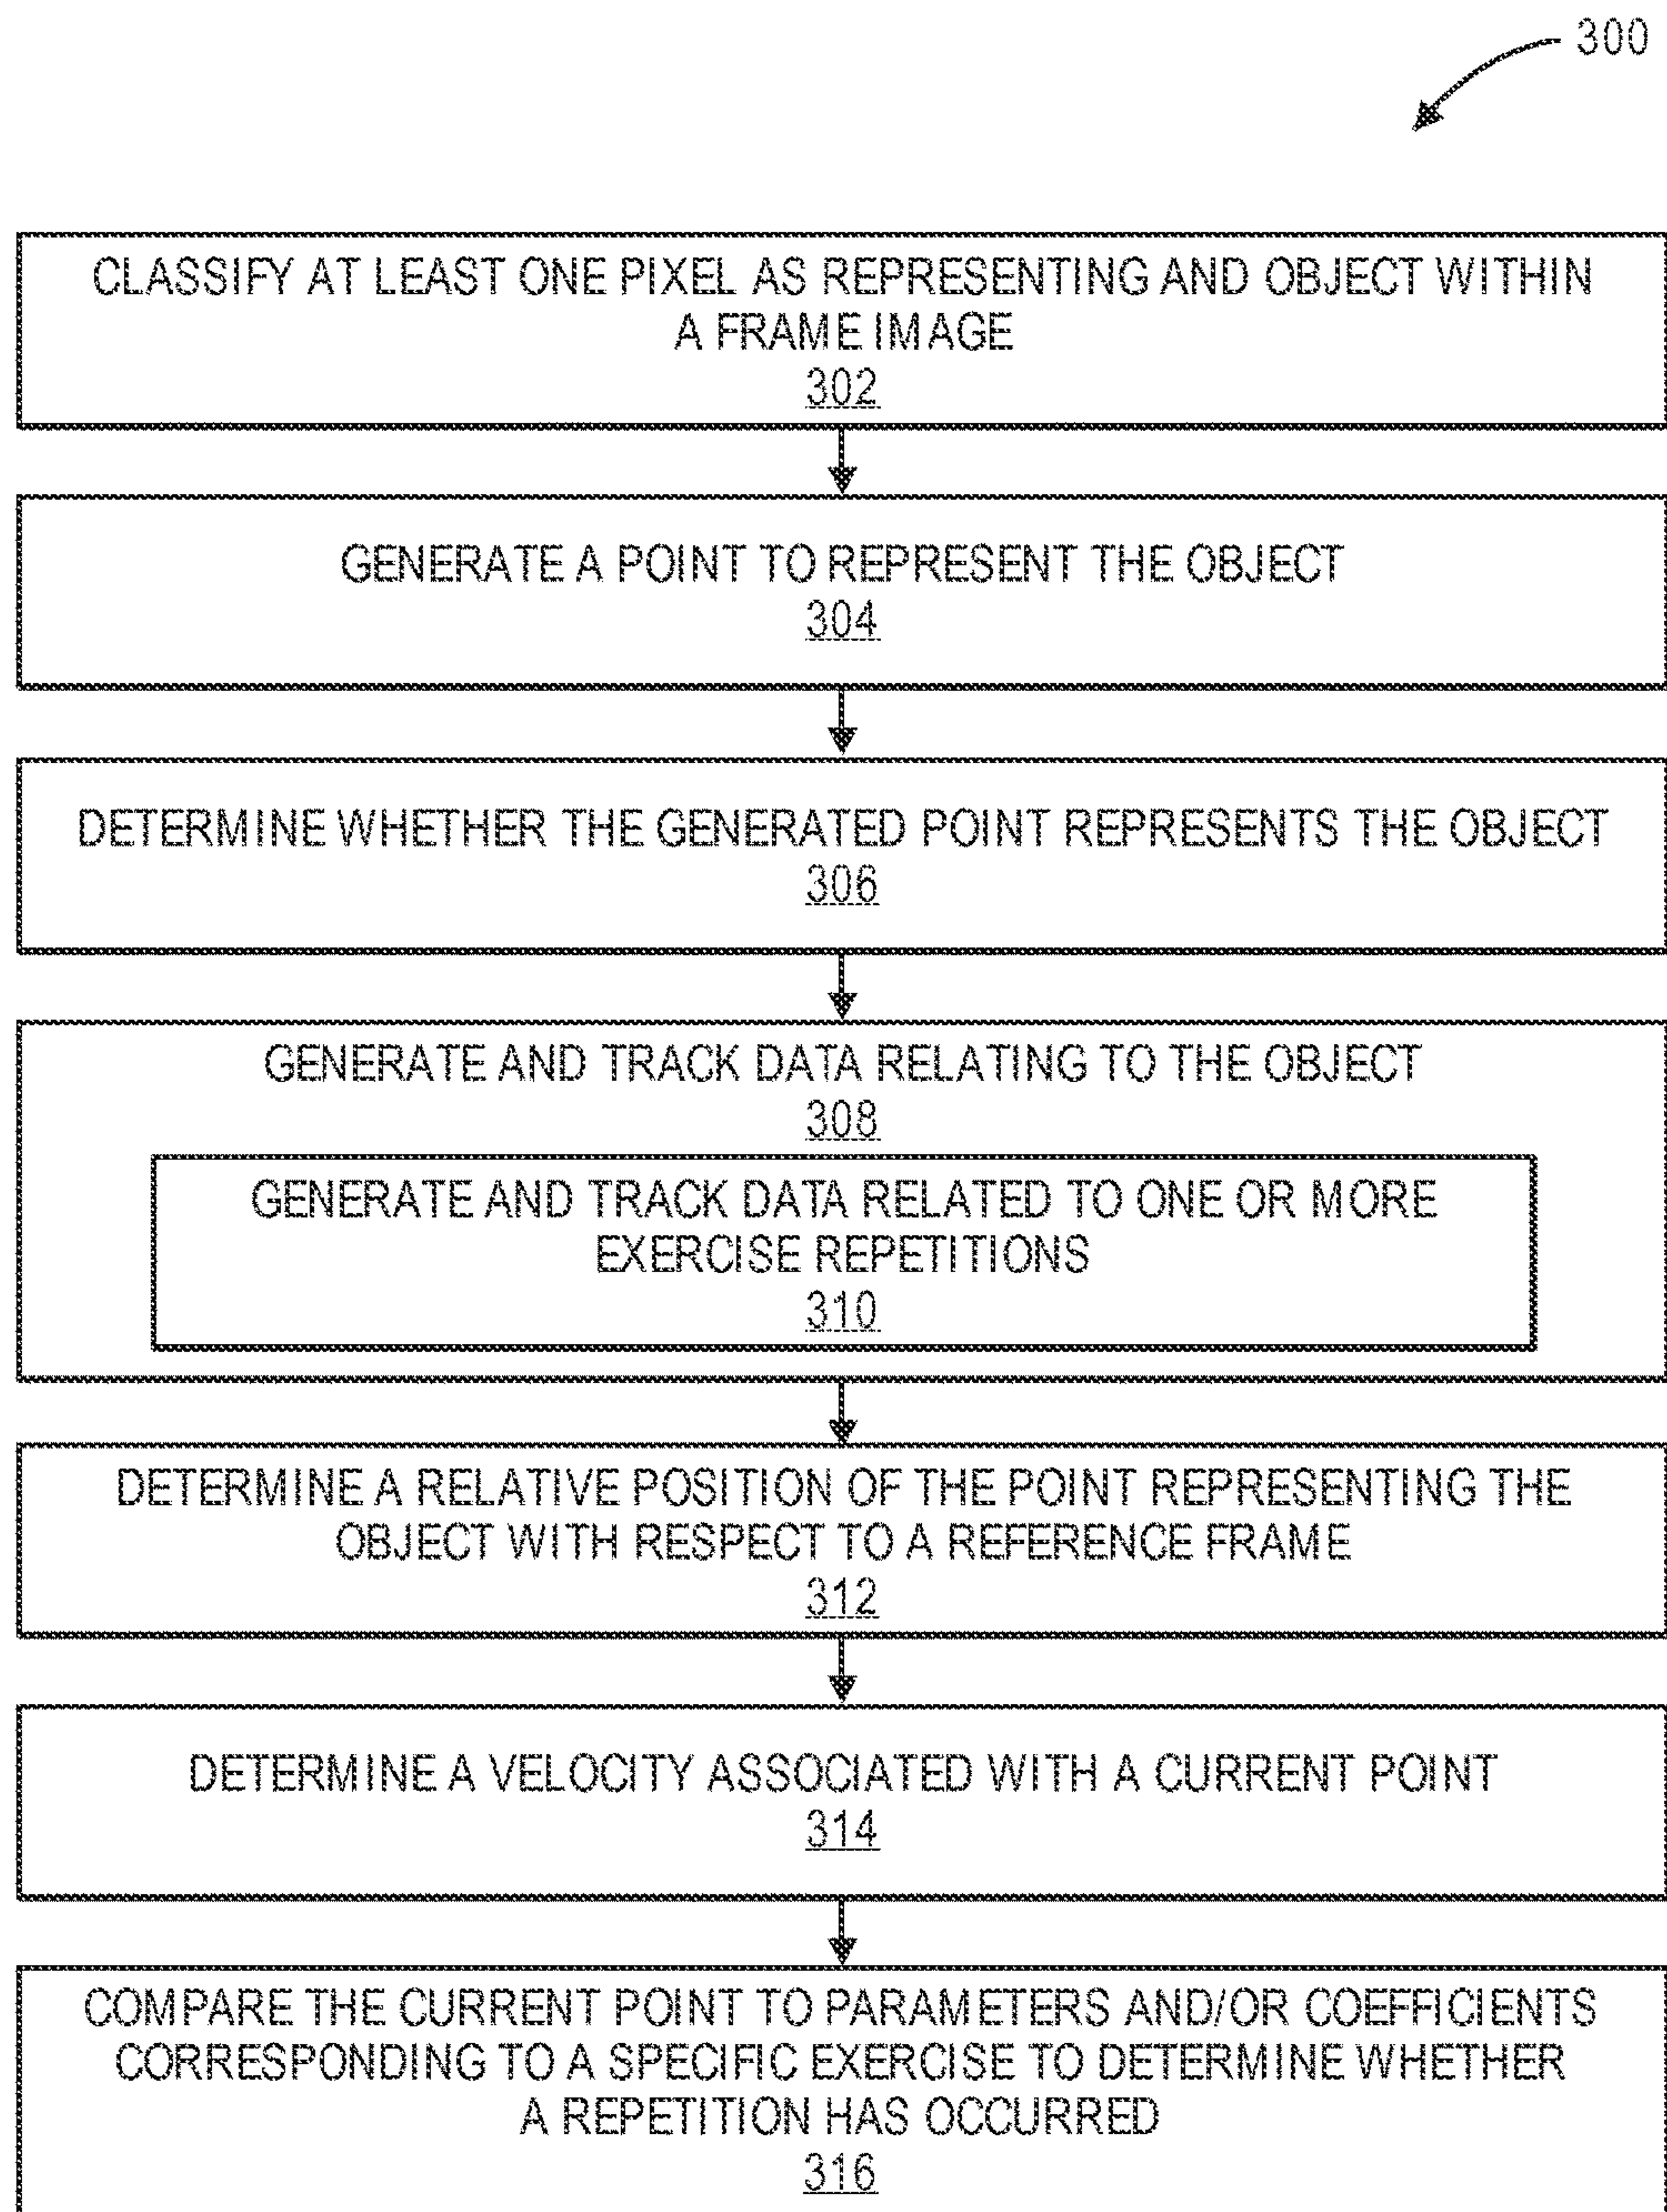 300
CLASSIFY AT LEAST ONE PIXEL AS REPRESENTING AND OBJECT WITHIN
A FRAME IMAGE
302
GENERATE A POINT TO REPRESENT THE OBJECT
304
DETERMINE WHETHER THE GENERATED POINT REPRESENTS THE OBJECT
306
GENERATE AND TRACK DATA RELATING TO THE OBJECT
308
GENERATE AND TRACK DATA RELATED TO ONE OR MORE
EXERCISE REPETITIONS
310
DETERMINE A RELATIVE POSITION OF THE POINT REPRESENTING THE
OBJECT WITH RESPECT TO A REFERENCE FRAME
312
DETERMINE A VELOCITY ASSOCIATED WITH A CURRENT POINT
314
COMPARE THE CURRENT POINT TO PARAMETERS AND/OR COEFFICIENTS
CORRESPONDING TO A SPECIFIC EXERCISE TO DETERMINE WHETHER
A REPETITION HAS OCCURRED
316